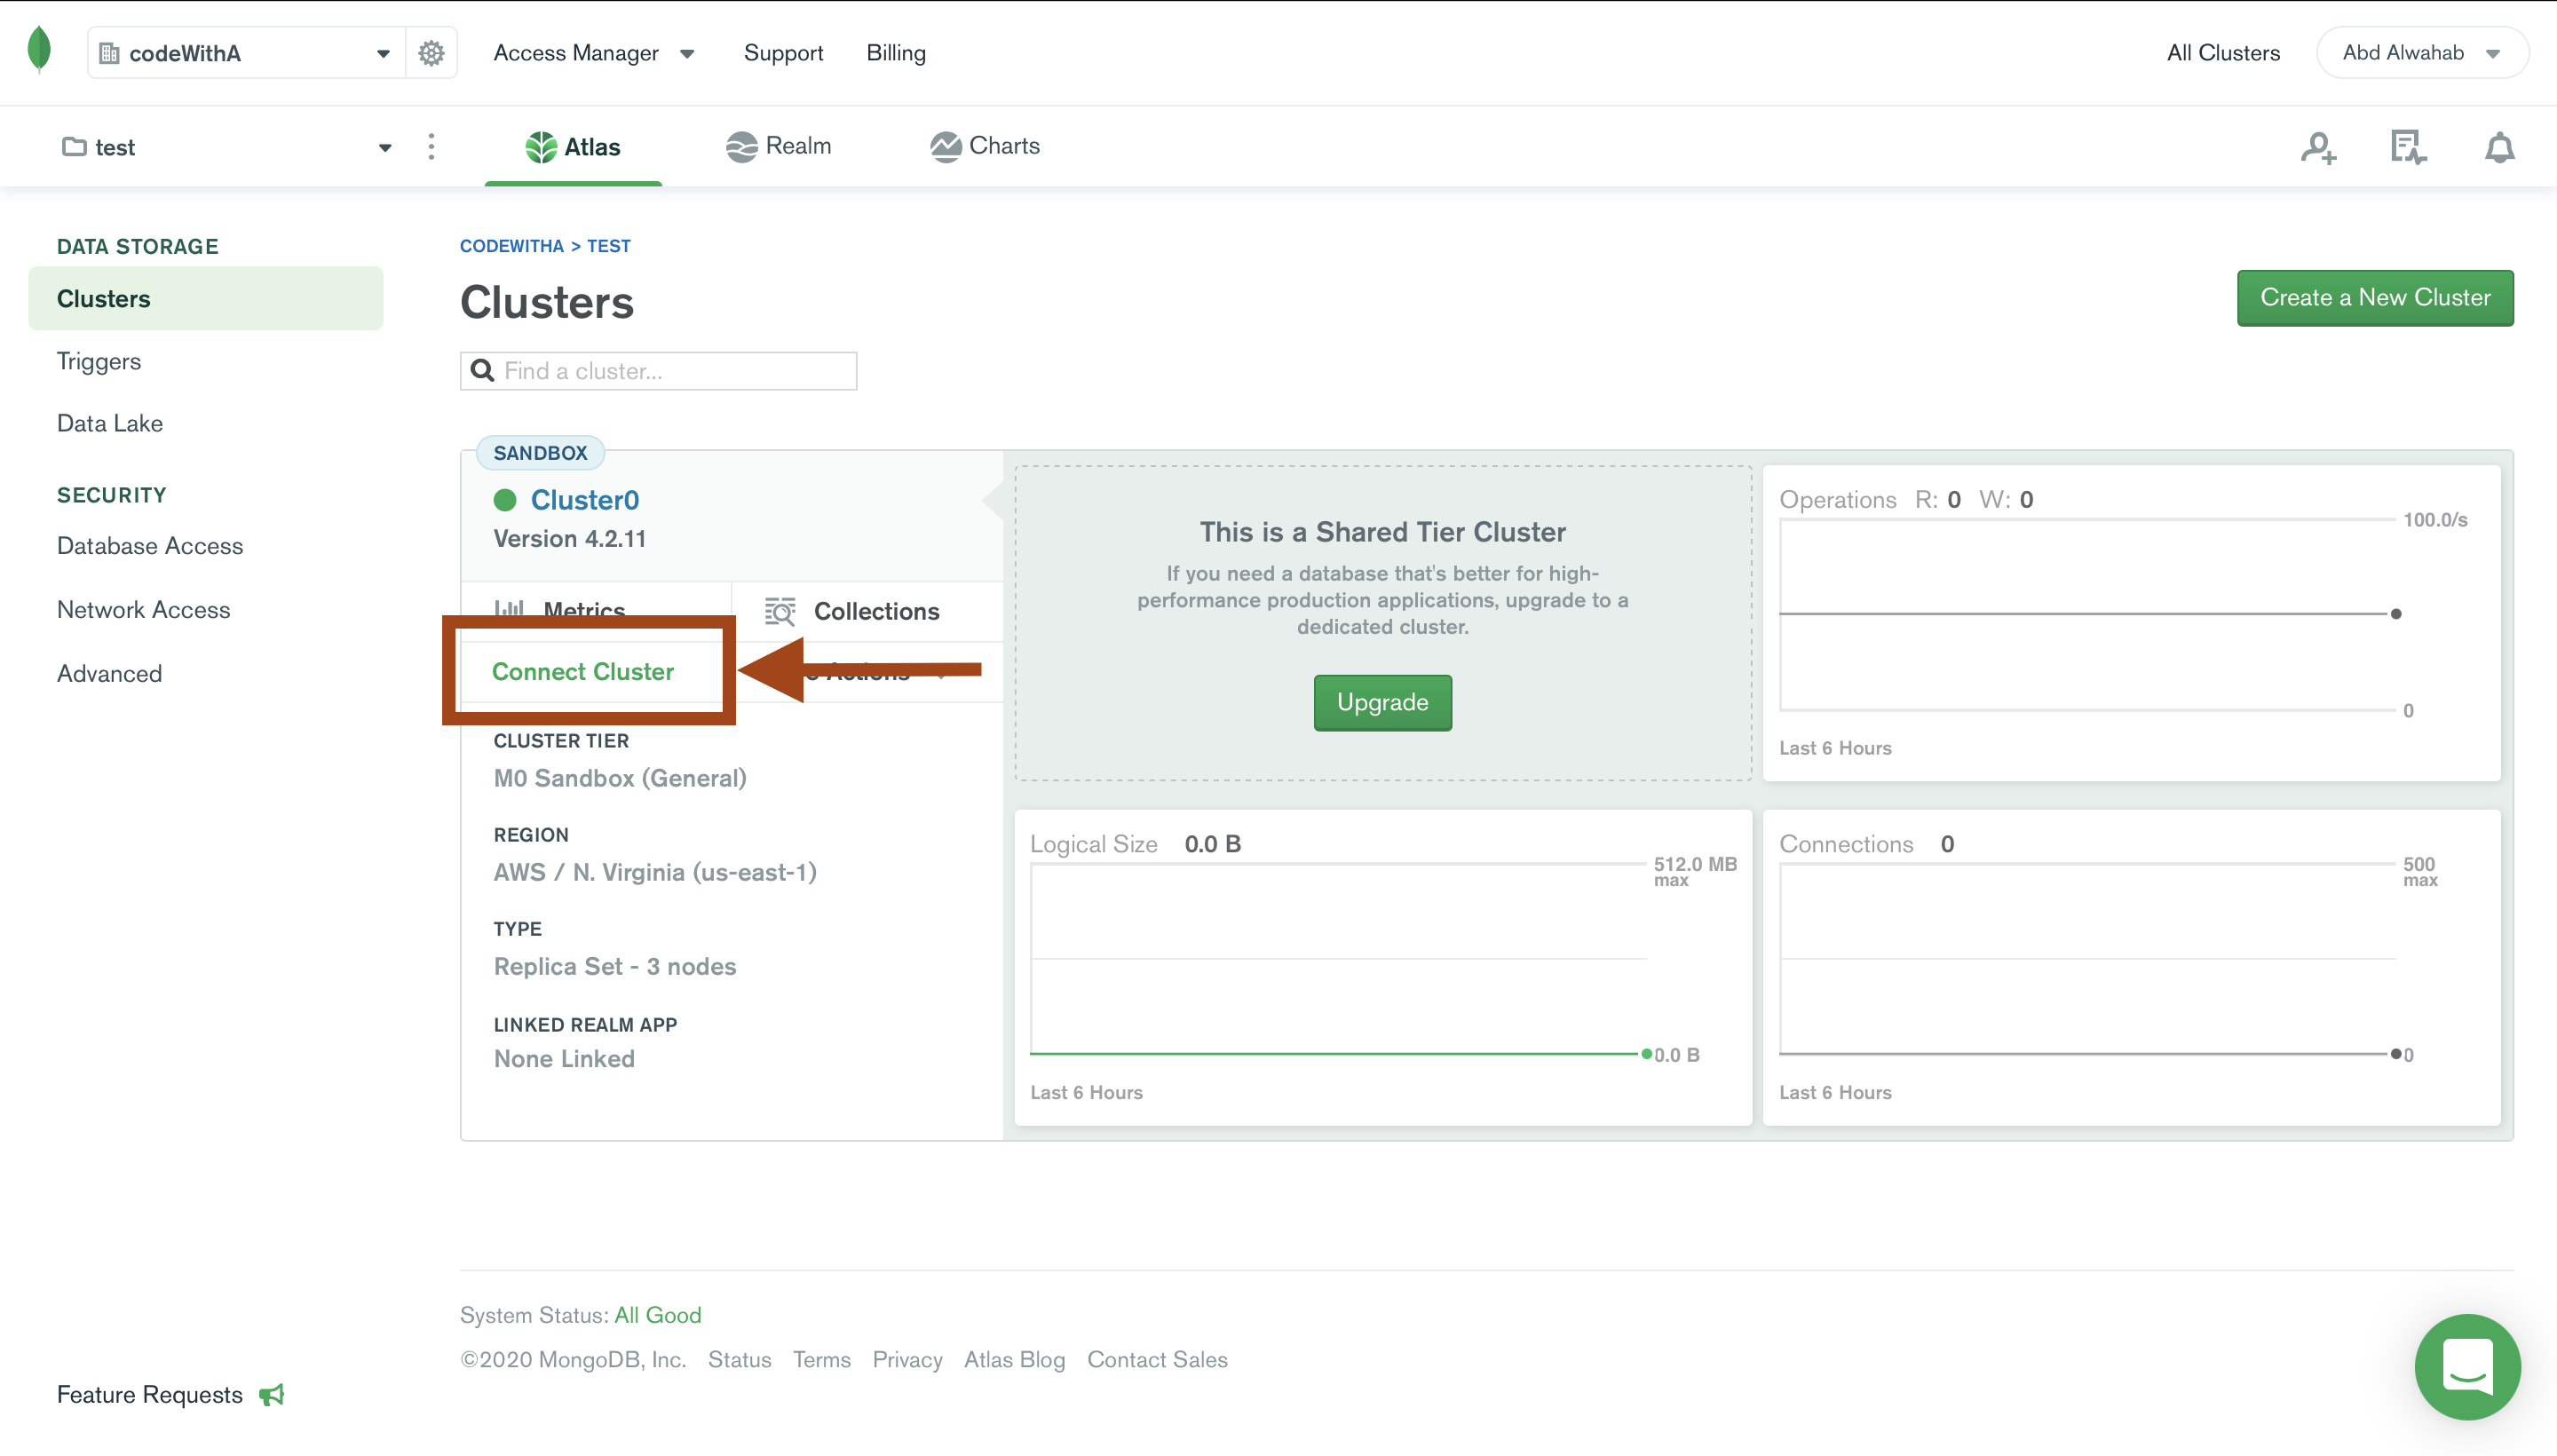 codeWithA
Access Manager
Support
Billing
All Clusters
Abd Alwahab
test
Atlas
Realm
Charts
DATA STORAGE
Clusters
Triggers
Data Lake
SECURITY
Database Access
Network Access
Advanced
CODEWITHA > TEST
Clusters
Create a New Cluster
Find a cluster...
SANDBOX
Cluster0
Version 4.2.11
Metrics
Collections
Connect Cluster
Actions
CLUSTER TIER
M0 Sandbox (General)
REGION
AWS / N. Virginia (us-east-1)
TYPE
Replica Set - 3 nodes
LINKED REALM APP
None Linked
This is a Shared Tier Cluster
If you need a database that's better for high-
performance production applications, upgrade to a
dedicated cluster.
Upgrade
Operations R: 0 W: 0
100.0/s
0
Last 6 Hours
Logical Size 0.0 B
512.0 MB
max
0.0 B
Last 6 Hours
Connections 0
500
max
0
Last 6 Hours
System Status: All Good
©2020 MongoDB, Inc. Status Terms Privacy Atlas Blog Contact Sales
Feature Requests